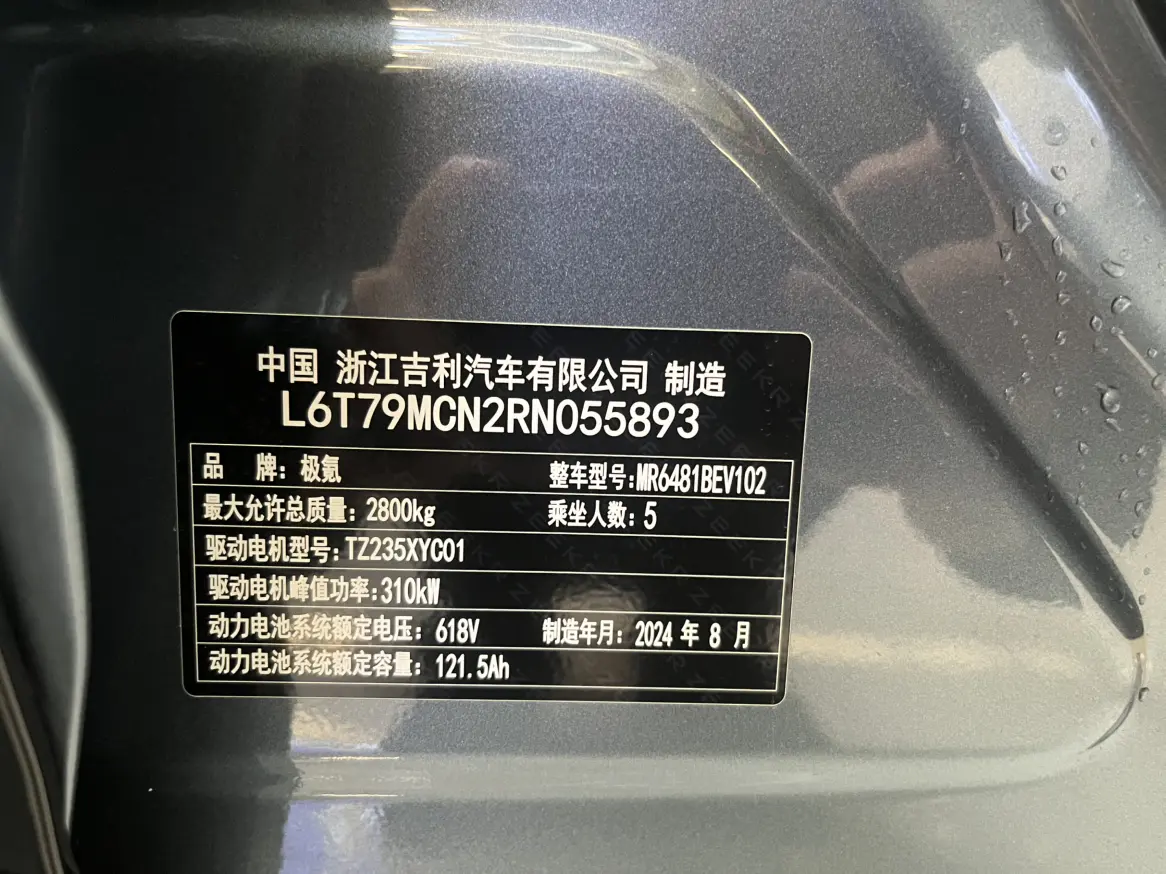 中国 浙江吉利汽车有限公司 制造
L6T79MCN2RN055893
品 牌：极氪 整车型号：MR6481BEV102
最大允许总质量：2800kg 乘坐人数：5
驱动电机型号：TZ235XYC01
驱动电机峰值功率：310kW
动力电池系统额定电压：618V 制造年月：2024 年 8 月
动力电池系统额定容量：121.5Ah